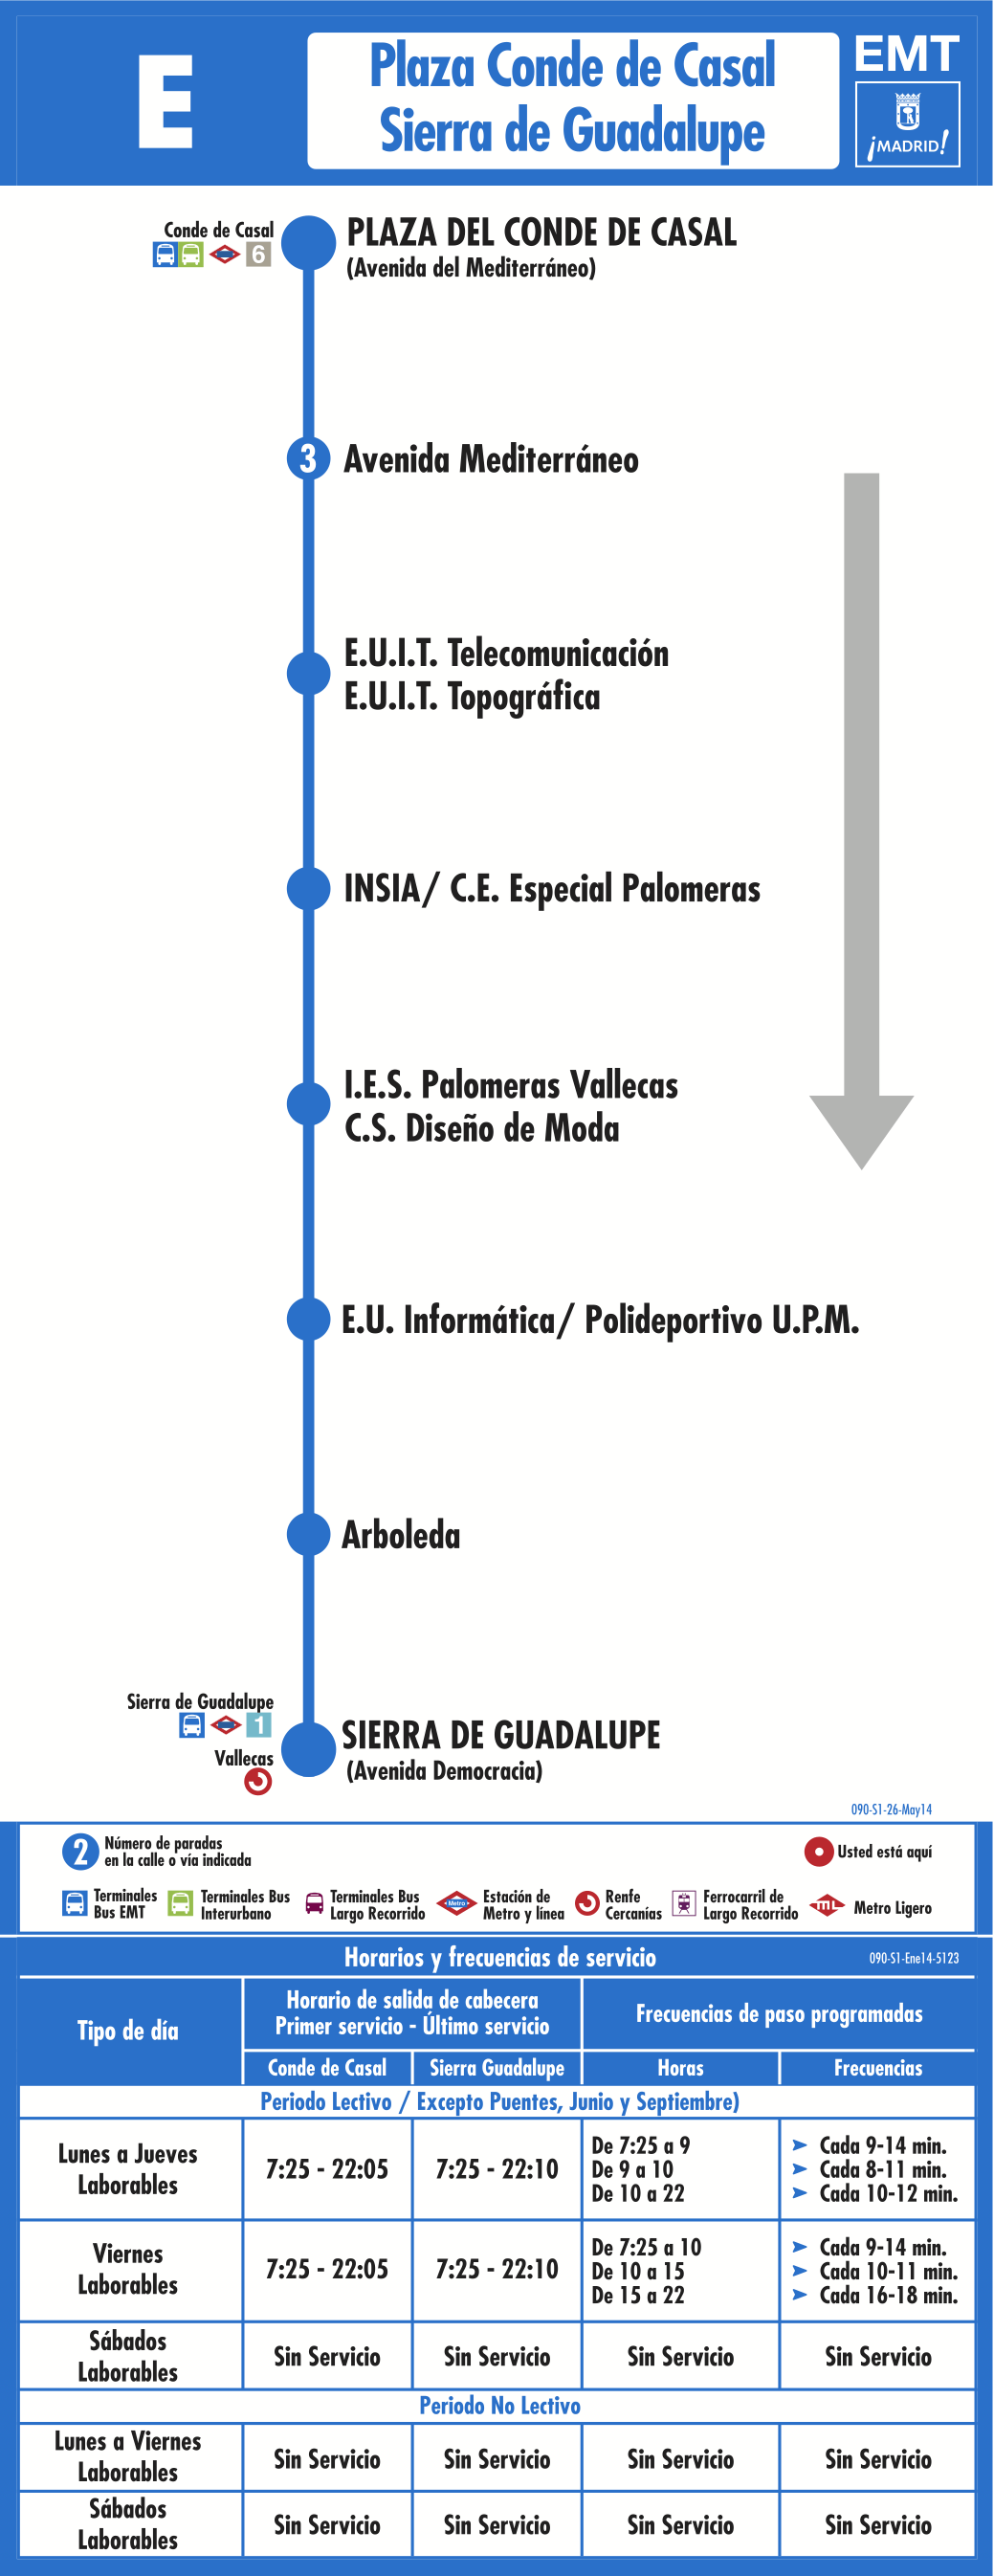 E
Plaza Conde de Casal
Sierra de Guadalupe
EMT
¡MADRID!
Conde de Casal
6
PLAZA DEL CONDE DE CASAL
(Avenida del Mediterráneo)
3 Avenida Mediterráneo
E.U.I.T. Telecomunicación
E.U.I.T. Topográfica
INSIA/ C.E. Especial Palomeras
I.E.S. Palomeras Vallecas
C.S. Diseño de Moda
E.U. Informática/ Polideportivo U.P.M.
Arboleda
Sierra de Guadalupe
1
Vallecas
SIERRA DE GUADALUPE
(Avenida Democracia)
090-S1-26-May14
2 Número de paradas
en la calle o vía indicada
Usted está aquí
Terminales
Bus EMT
Terminales Bus
Interurbano
Terminales Bus
Largo Recorrido
Metro
Estación de
Metro y línea
Renfe
Cercanías
Ferrocarril de
Largo Recorrido
mL
Metro Ligero
Horarios y frecuencias de servicio
090-S1-Ene14-5123
Tipo de día
Horario de salida de cabecera
Primer servicio - Último servicio
Frecuencias de paso programadas
Conde de Casal
Sierra Guadalupe
Horas
Frecuencias
Periodo Lectivo / Excepto Puentes, Junio y Septiembre)
Lunes a Jueves
Laborables
7:25 - 22:05
7:25 - 22:10
De 7:25 a 9 ➤ Cada 9-14 min.
De 9 a 10 ➤ Cada 8-11 min.
De 10 a 22 ➤ Cada 10-12 min.
Viernes
Laborables
7:25 - 22:05
7:25 - 22:10
De 7:25 a 10 ➤ Cada 9-14 min.
De 10 a 15 ➤ Cada 10-11 min.
De 15 a 22 ➤ Cada 16-18 min.
Sábados
Laborables
Sin Servicio
Sin Servicio
Sin Servicio
Sin Servicio
Periodo No Lectivo
Lunes a Viernes
Laborables
Sin Servicio
Sin Servicio
Sin Servicio
Sin Servicio
Sábados
Laborables
Sin Servicio
Sin Servicio
Sin Servicio
Sin Servicio